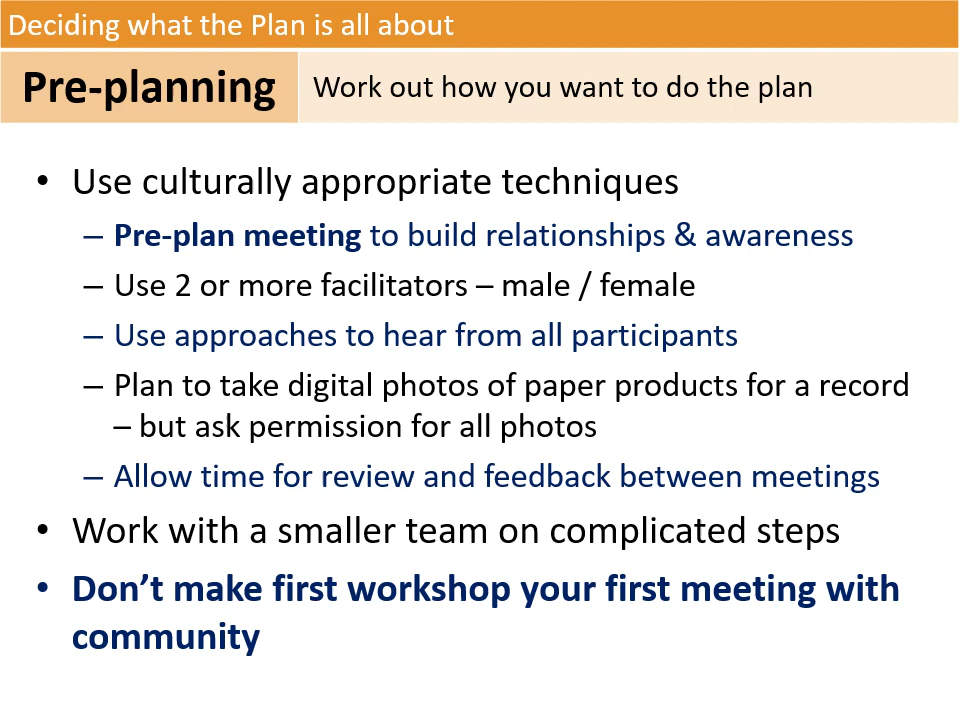 Deciding what the Plan is all about
Pre-planning
Work out how you want to do the plan
• Use culturally appropriate techniques
– Pre-plan meeting to build relationships & awareness
– Use 2 or more facilitators – male / female
– Use approaches to hear from all participants
– Plan to take digital photos of paper products for a record
– but ask permission for all photos
– Allow time for review and feedback between meetings
• Work with a smaller team on complicated steps
• Don’t make first workshop your first meeting with
community